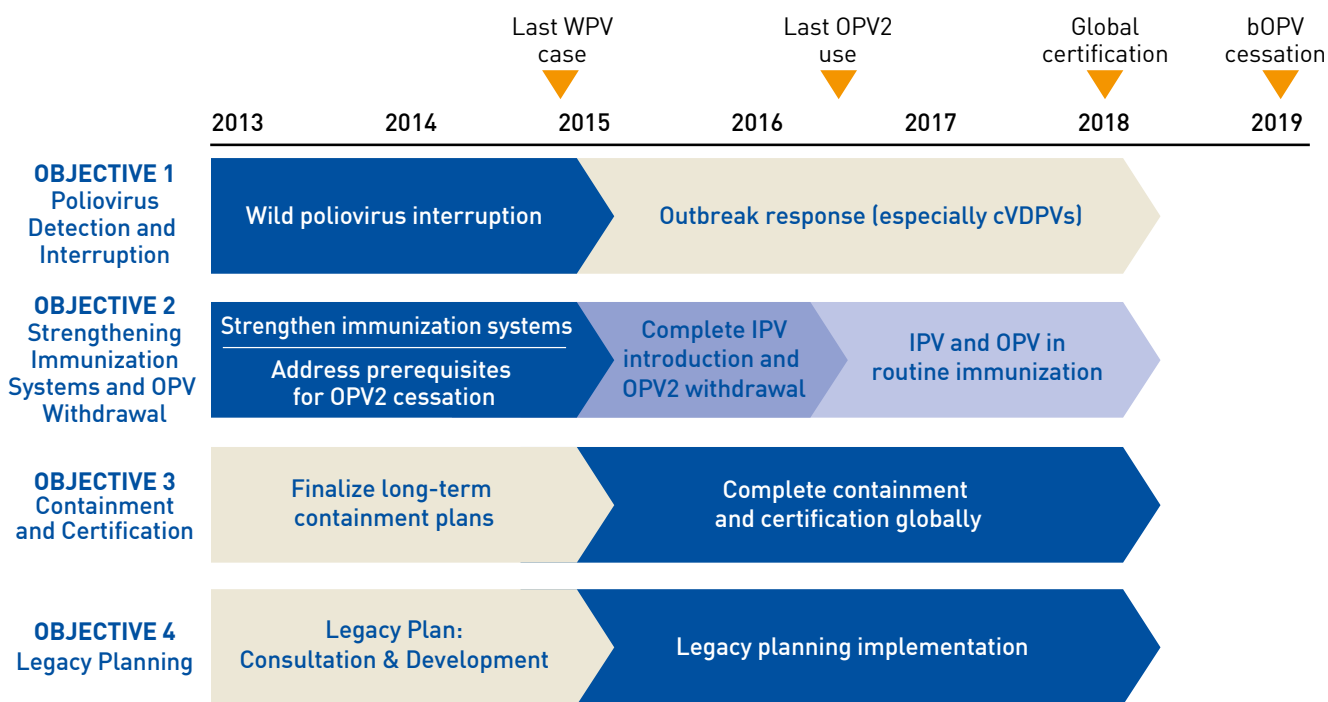 Last WPV
case
Last OPV2
use
Global
certification
bOPV
cessation
2013
2014
2015
2016
2017
2018
2019
OBJECTIVE 1
Poliovirus
Detection and
Interruption
Wild poliovirus interruption
Outbreak response (especially cVDPVs)
OBJECTIVE 2
Strengthening
Immunization
Systems and OPV
Withdrawal
Strengthen immunization systems
Address prerequisites
for OPV2 cessation
Complete IPV
introduction and
OPV2 withdrawal
IPV and OPV in
routine immunization
OBJECTIVE 3
Containment
and Certification
Finalize long-term
containment plans
Complete containment
and certification globally
OBJECTIVE 4
Legacy Planning
Legacy Plan:
Consultation & Development
Legacy planning implementation